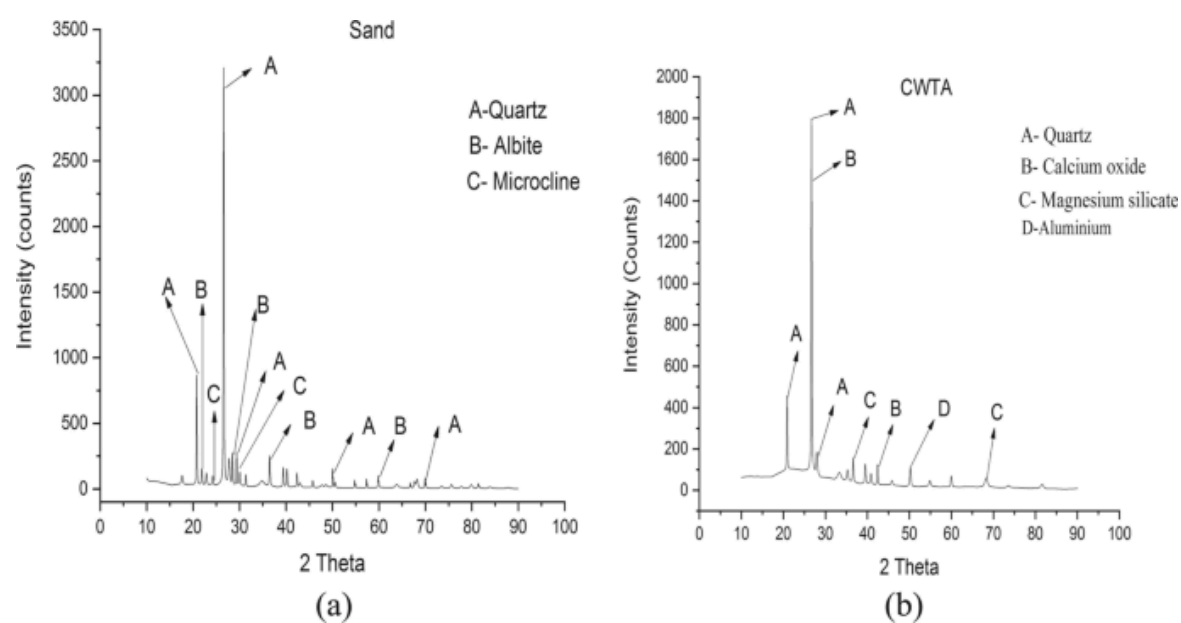 Sand
3500
3000
2500
2000
1500
1000
500
0
Intensity (counts)
A
A-Quartz
B- Albite
C- Microcline
A
B
C
B
A
C
B
A
B
A
0 10 20 30 40 50 60 70 80 90 100
2 Theta
(a)
CWTA
2000
1800
1600
1400
1200
1000
800
600
400
200
0
Intensity (Counts)
A
B
A- Quartz
B- Calcium oxide
C- Magnesium silicate
D-Aluminium
A
A
C
B
D
C
0 10 20 30 40 50 60 70 80 90 100
2 Theta
(b)